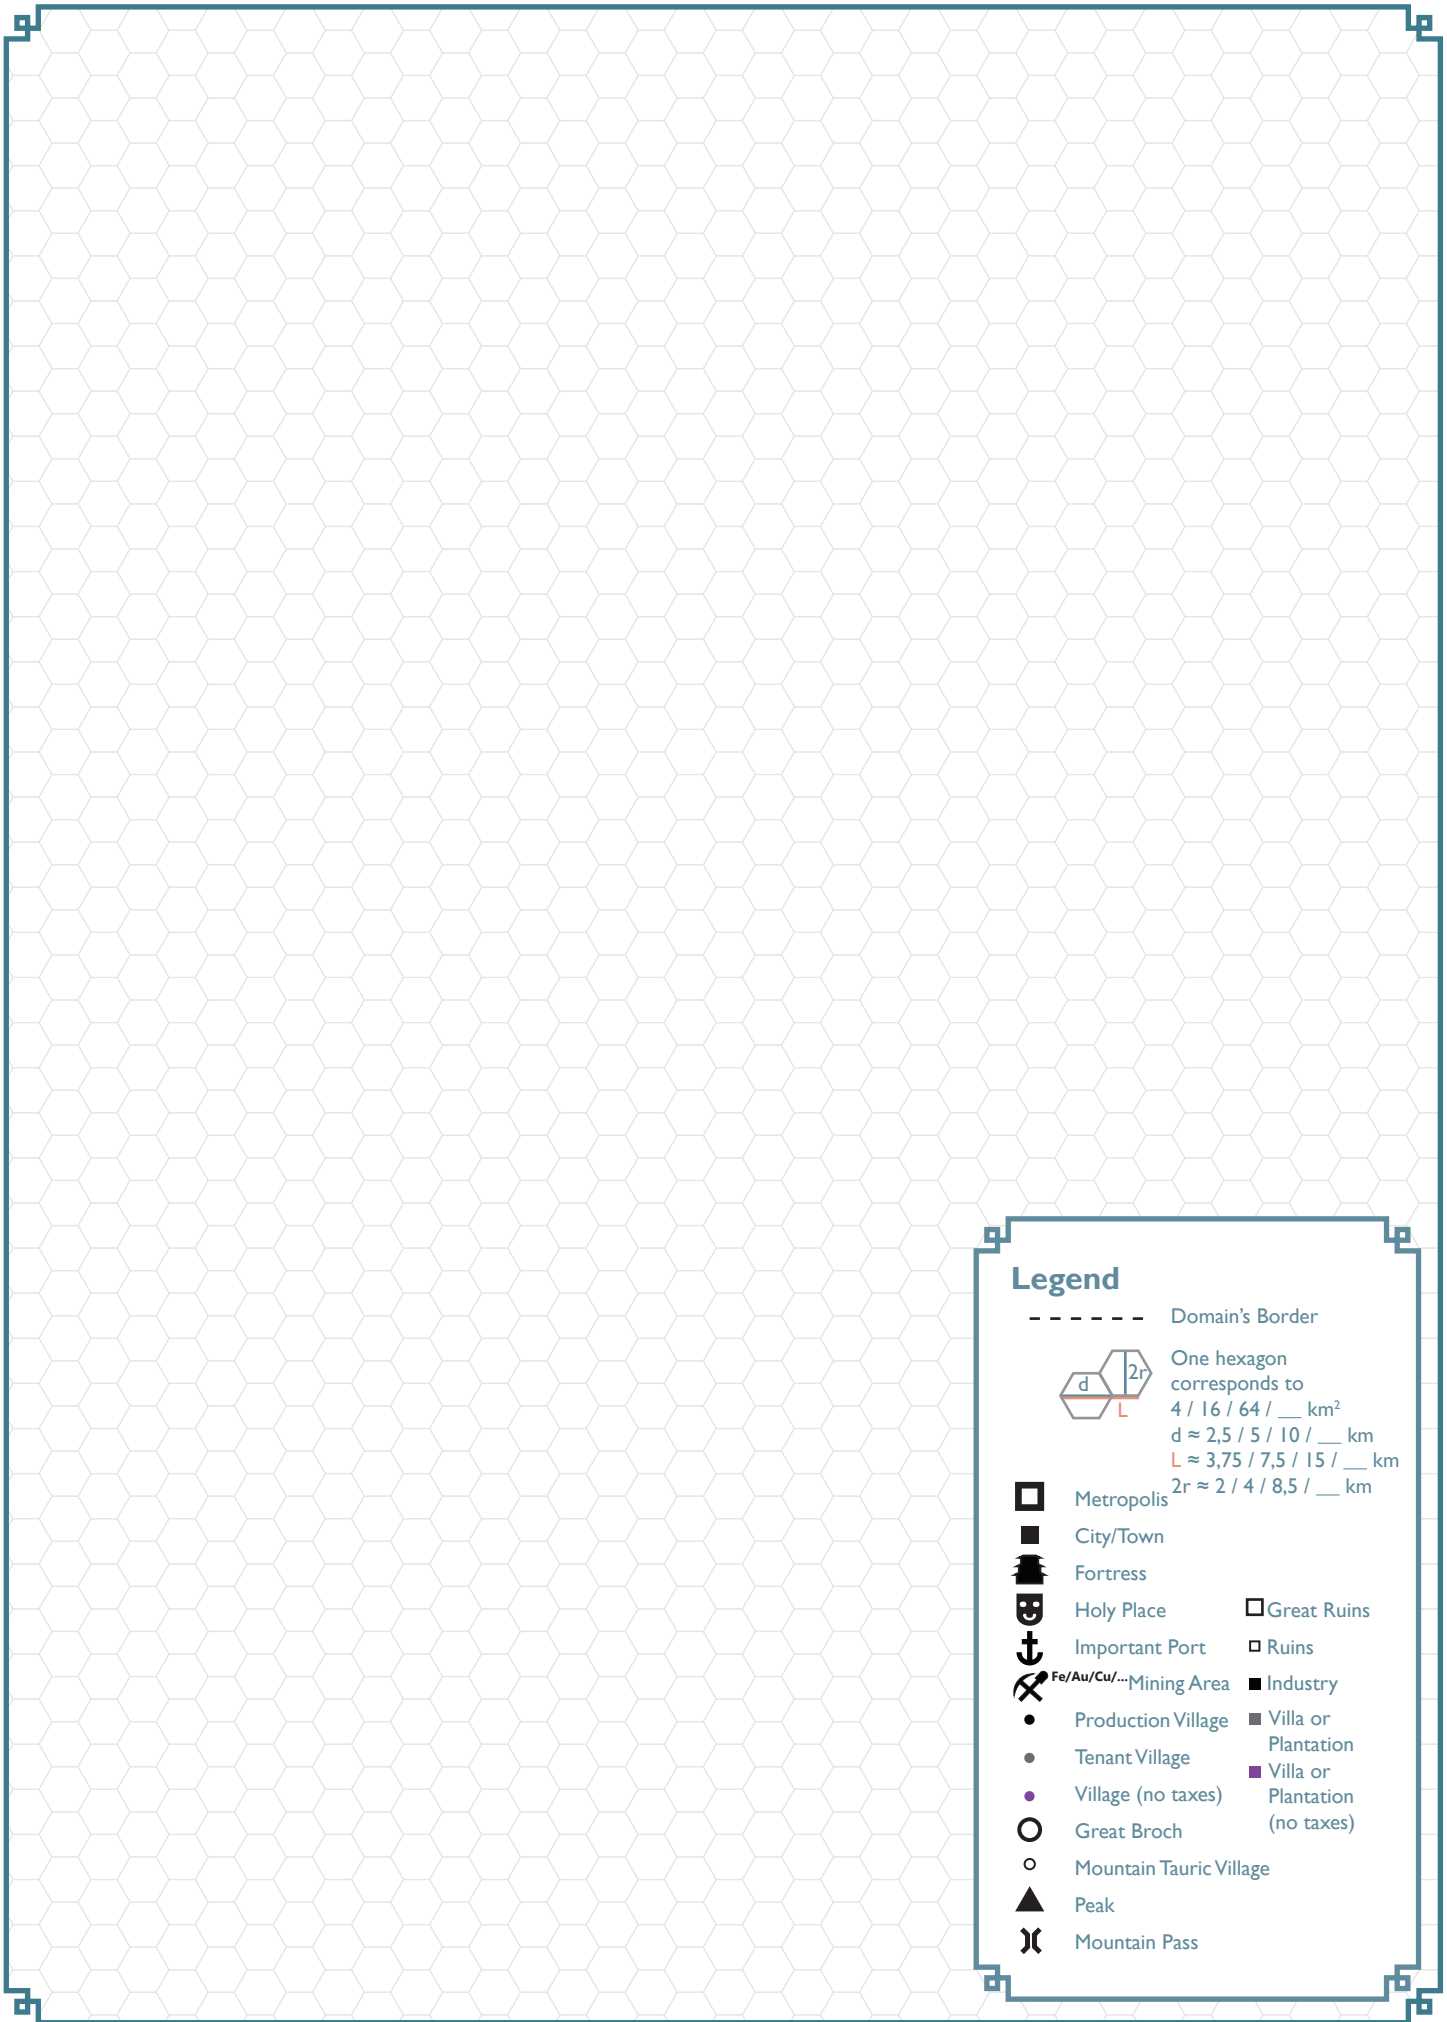 Legend
Domain’s Border
d
2r
L
One hexagon
corresponds to
4 / 16 / 64 / __ km²
d ≈ 2,5 / 5 / 10 / __ km
L ≈ 3,75 / 7,5 / 15 / __ km
2r ≈ 2 / 4 / 8,5 / __ km
Metropolis
City/Town
Fortress
Holy Place
Important Port
Fe/Au/Cu/... Mining Area
Production Village
Tenant Village
Village (no taxes)
Great Broch
Mountain Tauric Village
Peak
Mountain Pass
Great Ruins
Ruins
Industry
Villa or
Plantation
Villa or
Plantation
(no taxes)